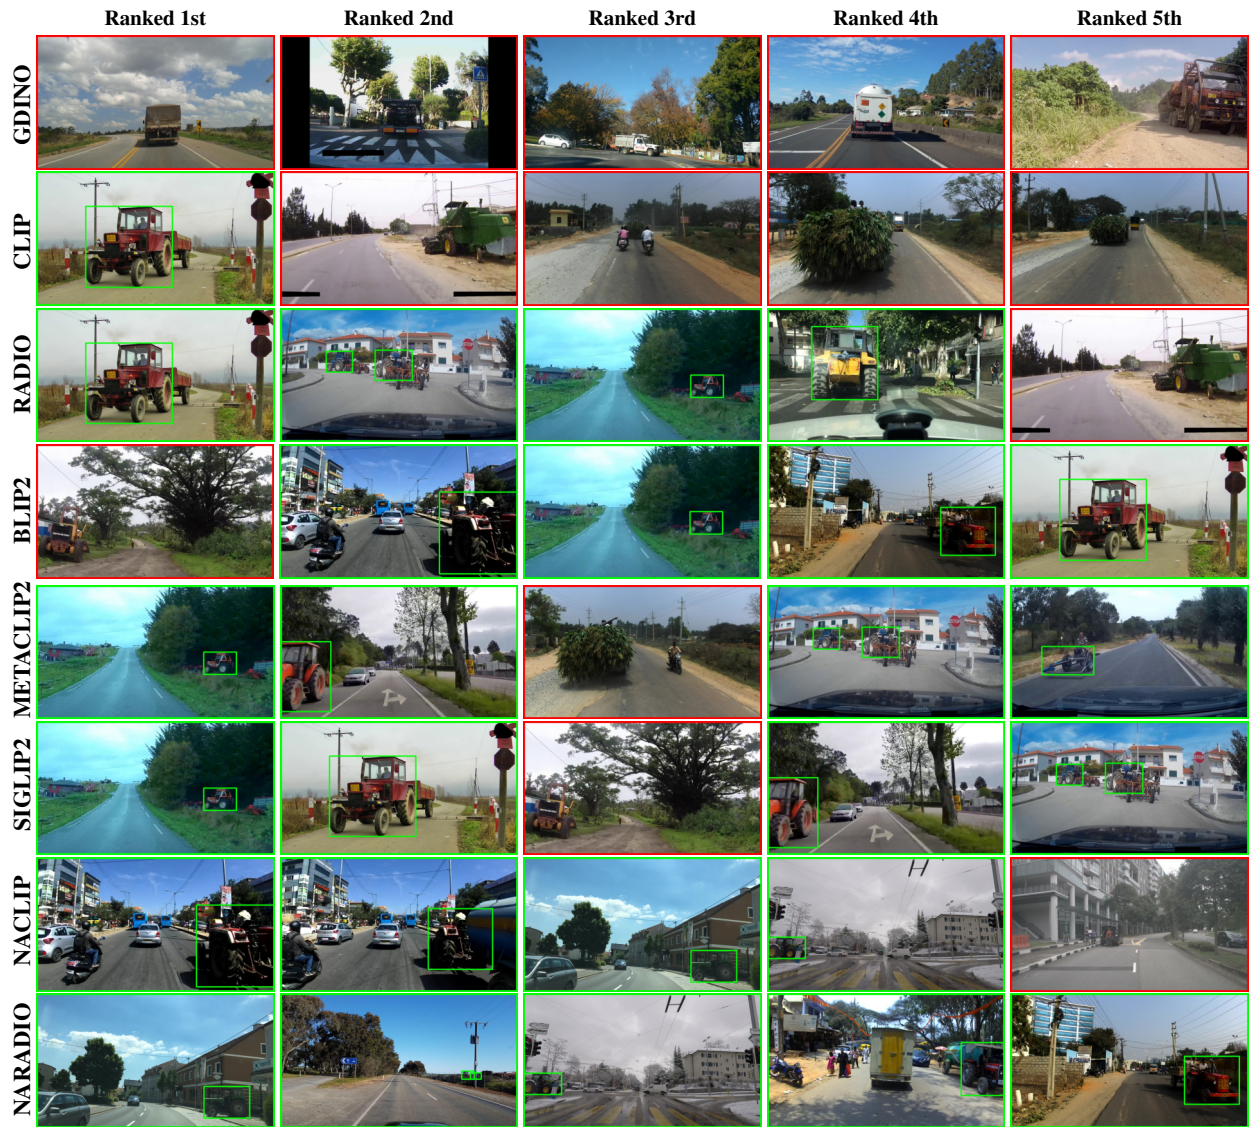 Ranked 1st Ranked 2nd Ranked 3rd Ranked 4th Ranked 5th
GDINO
CLIP
RADIO
BLIP2
METACLIP2
SIGLIP2
NACLIP
NARADIO